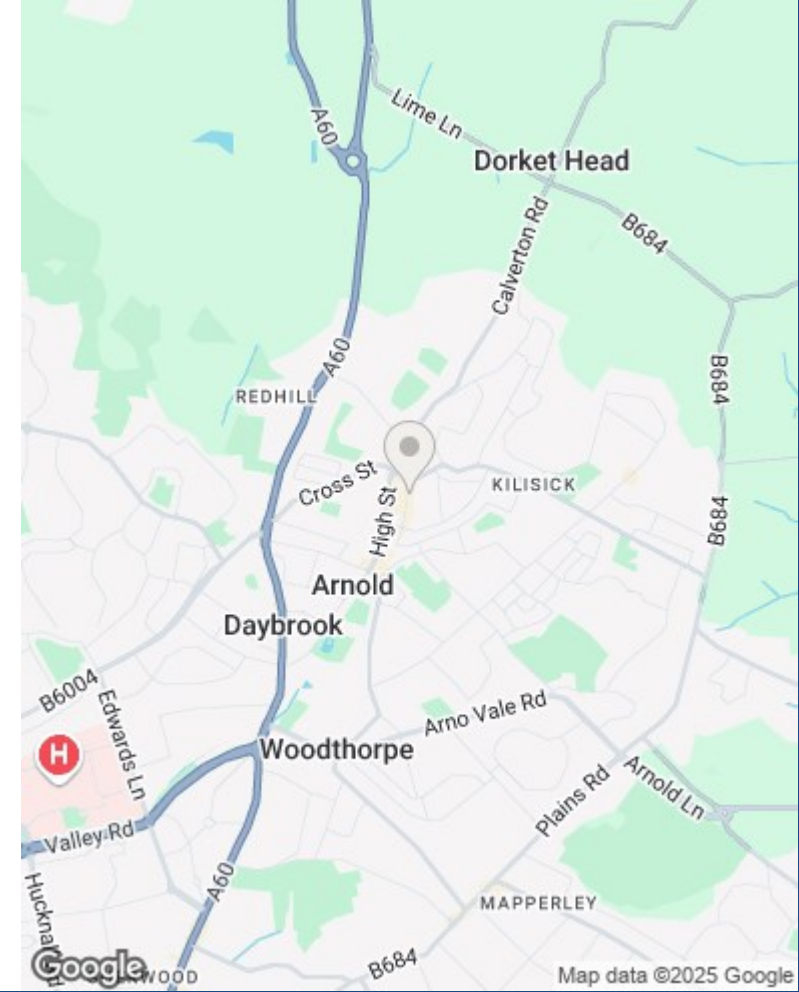 A60
Lime Ln
Dorket Head
Calverton Rd
B684
A60
B684
REDHILL
Cross St
High St
KILISICK
B684
Arnold
Daybrook
B6004
Edwards Ln
Arno Vale Rd
H
Woodthorpe
Plains Rd
Arnold Ln
Valley Rd
A60
MAPPERLEY
B684
Google
Map data ©2025 Google